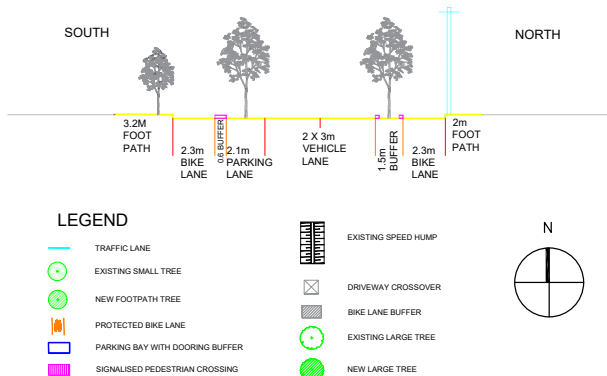 SOUTH
NORTH
3.2M
FOOT
PATH
2.3m
BIKE
LANE
0.6 BUFFER
2.1m
PARKING
LANE
2 X 3m
VEHICLE
LANE
1.5m
BUFFER
2.3m
BIKE
LANE
2m
FOOT
PATH
LEGEND
TRAFFIC LANE
EXISTING SMALL TREE
NEW FOOTPATH TREE
PROTECTED BIKE LANE
PARKING BAY WITH DOORING BUFFER
SIGNALISED PEDESTRIAN CROSSING
EXISTING SPEED HUMP
DRIVEWAY CROSSOVER
BIKE LANE BUFFER
EXISTING LARGE TREE
NEW LARGE TREE
N